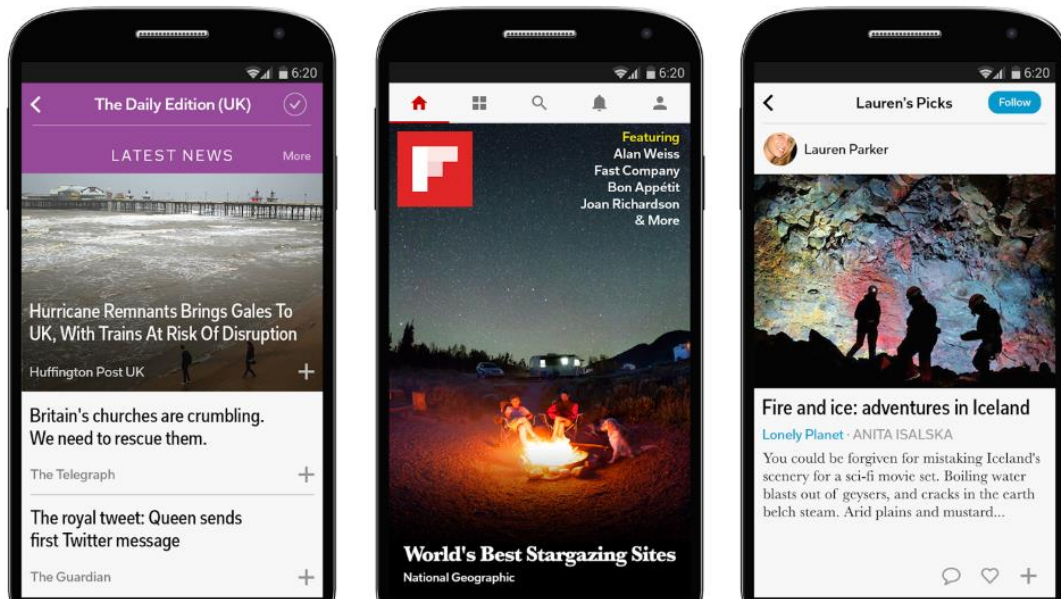 6:20
The Daily Edition (UK)
LATEST NEWS
More
Hurricane Remnants Brings Gales To
UK, With Trains At Risk Of Disruption
Huffington Post UK
Britain's churches are crumbling.
We need to rescue them.
The Telegraph
The royal tweet: Queen sends
first Twitter message
The Guardian
6:20
Featuring
Alan Weiss
Fast Company
Bon Appétit
Joan Richardson
& More
World's Best Stargazing Sites
National Geographic
6:20
Lauren's Picks
Follow
Lauren Parker
Fire and ice: adventures in Iceland
Lonely Planet · ANITA ISALSKA
You could be forgiven for mistaking Iceland's
scenery for a sci-fi movie set. Boiling water
blasts out of geysers, and cracks in the earth
belch steam. Arid plains and mustard...